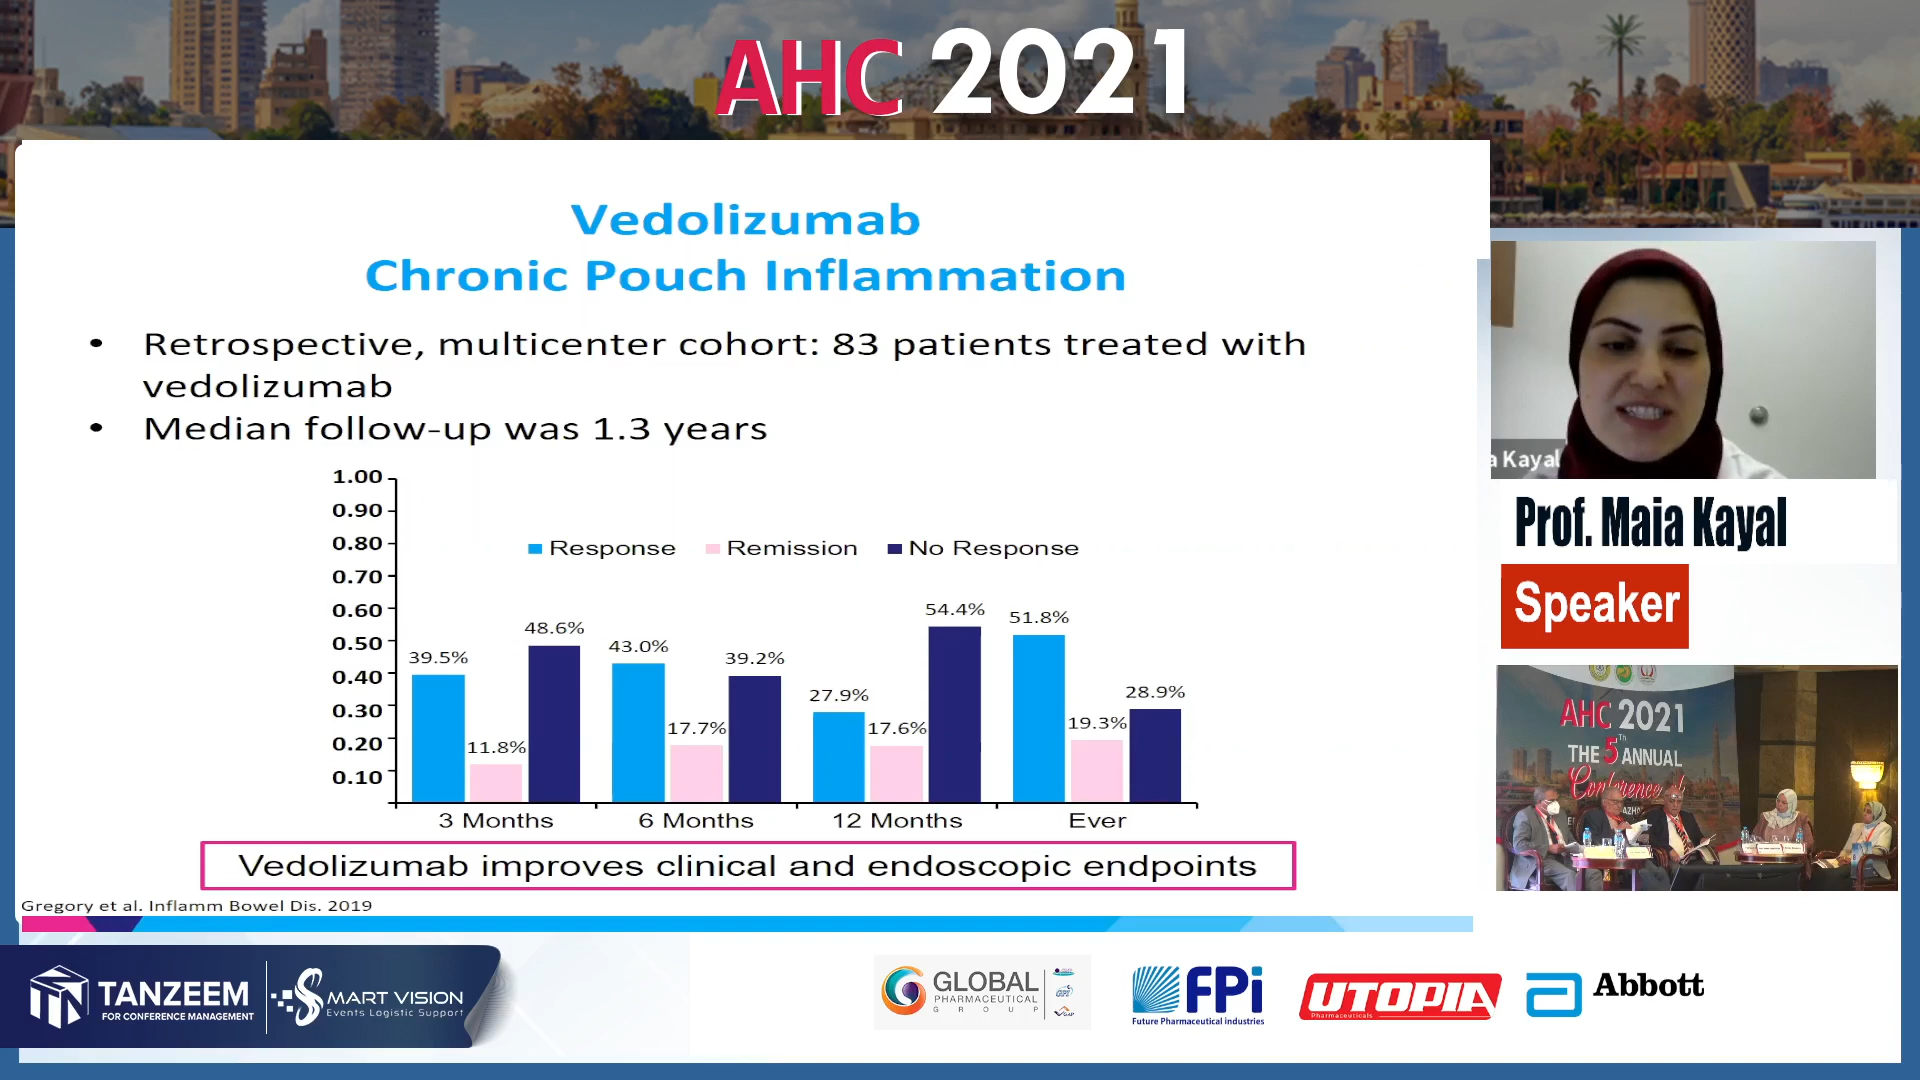 AHC 2021
Vedolizumab
Chronic Pouch Inflammation
• Retrospective, multicenter cohort: 83 patients treated with
vedolizumab
• Median follow-up was 1.3 years
1.00
0.90
0.80
0.70
0.60
0.50
0.40
0.30
0.20
0.10
Response Remission No Response
39.5% 11.8% 48.6%
43.0% 17.7% 39.2%
27.9% 17.6% 54.4%
51.8% 19.3% 28.9%
3 Months 6 Months 12 Months Ever
Vedolizumab improves clinical and endoscopic endpoints
Gregory et al. Inflamm Bowel Dis. 2019
a Kayal
Prof. Maia Kayal
Speaker
AHC 2021
THE 5Th ANNUAL
TANZEEM
FOR CONFERENCE MANAGEMENT
SMART VISION
Events Logistic Support
GLOBAL
PHARMACEUTICAL
GROUP
FPi
Future Pharmaceutical industries
UTOPIA
Pharmaceuticals
Abbott